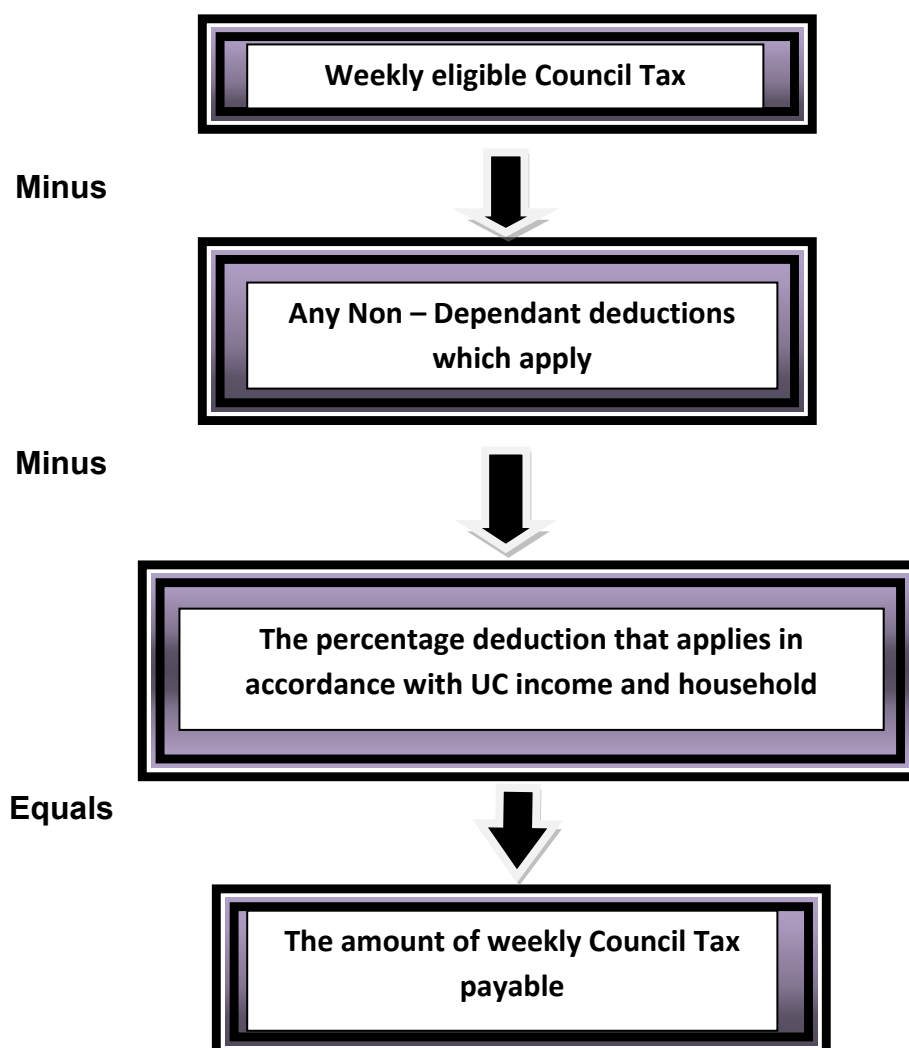 Weekly eligible Council Tax
Minus
Any Non – Dependant deductions
which apply
Minus
The percentage deduction that applies in
accordance with UC income and household
Equals
The amount of weekly Council Tax
payable